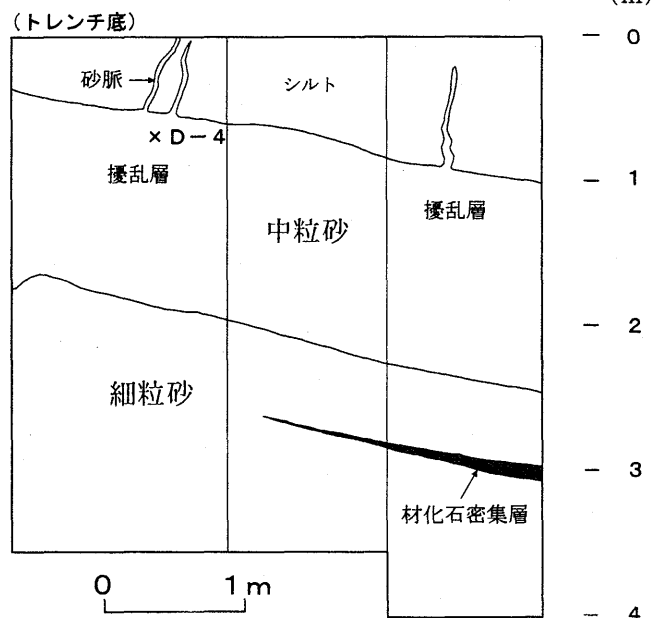 (m)
(トレンチ底)
0
砂脈
シルト
×D-4
擾乱層
1
擾乱層
中粒砂
2
細粒砂
3
材化石密集層
0 1m
4